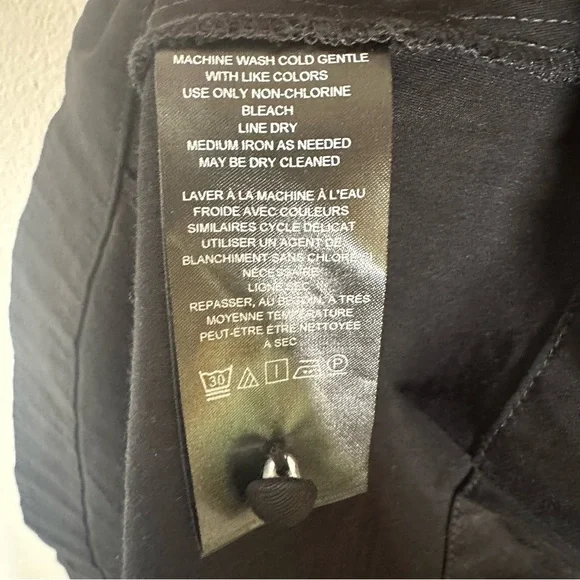 MACHINE WASH COLD GENTLE
WITH LIKE COLORS
USE ONLY NON-CHLORINE
BLEACH
LINE DRY
MEDIUM IRON AS NEEDED
MAY BE DRY CLEANED
LAVER À LA MACHINE À L'EAU
FROIDE AVEC COULEURS
SIMILAIRES CYCLE DÉLICAT
UTILISER UN AGENT DE
BLANCHIMENT SANS CHLORE
NÉCESSAIRE
LIGNE SEC
REPASSER, AU BESOIN, À TRÈS
MOYENNE TEMPÉRATURE
PEUT-ÊTRE ÊTRE NETTOYÉE
À SEC
30 P